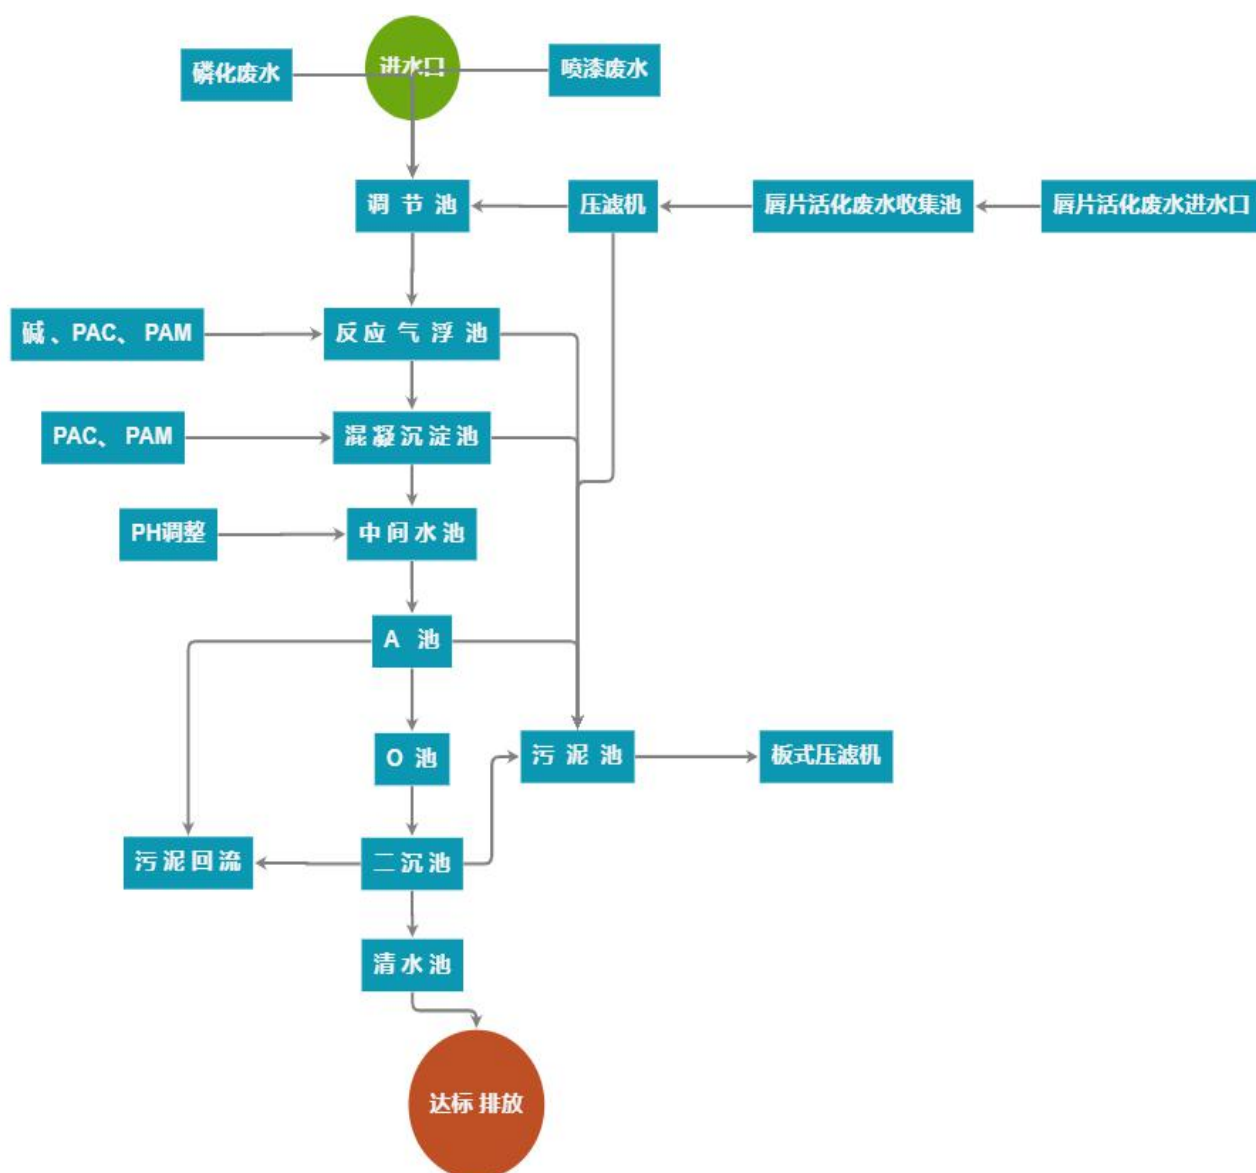 磷化废水
进水口
喷漆废水
调 节 池
压滤机
唇片活化废水收集池
唇片活化废水进水口
碱 、PAC、 PAM
反 应 气 浮 池
PAC、 PAM
混 凝 沉 淀 池
PH调整
中 间 水 池
A 池
O 池
污 泥 池
板式压滤机
污 泥 回 流
二 沉 池
清 水 池
达标 排放